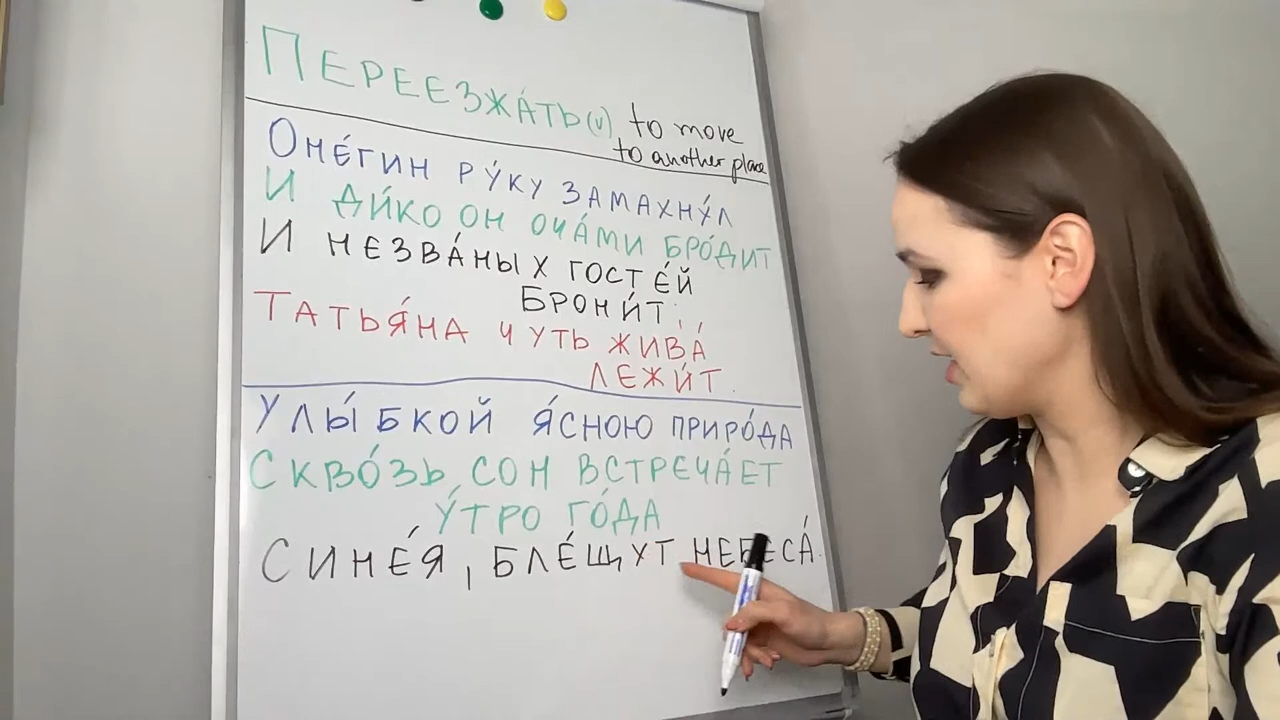 ПЕРЕЕЗЖА́ТЬ (v) to move
to another place
ОНЕ́ГИН РУ́КУ ЗАМАХНУ́Л
И ДИ́КО ОН ОЧА́МИ БРО́ДИТ
И НЕЗВА́НЫХ ГОСТЕ́Й
БРОНИ́Т;
ТАТЬЯ́НА ЧУТЬ ЖИВА́
ЛЕЖИ́Т.
УЛЫ́БКОЙ Я́СНОЮ ПРИРО́ДА
СКВО́ЗЬ СОН ВСТРЕЧА́ЕТ
У́ТРО ГО́ДА
СИНЕ́Я, БЛЕ́ЩУТ НЕБЕСА́.